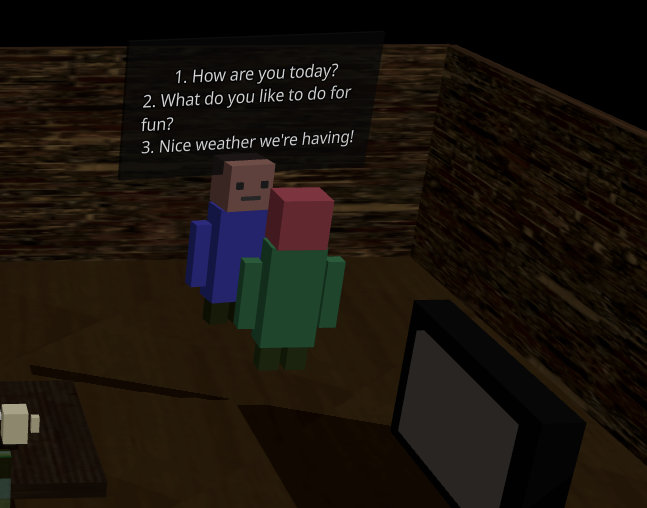 1. How are you today?
2. What do you like to do for
fun?
3. Nice weather we're having!